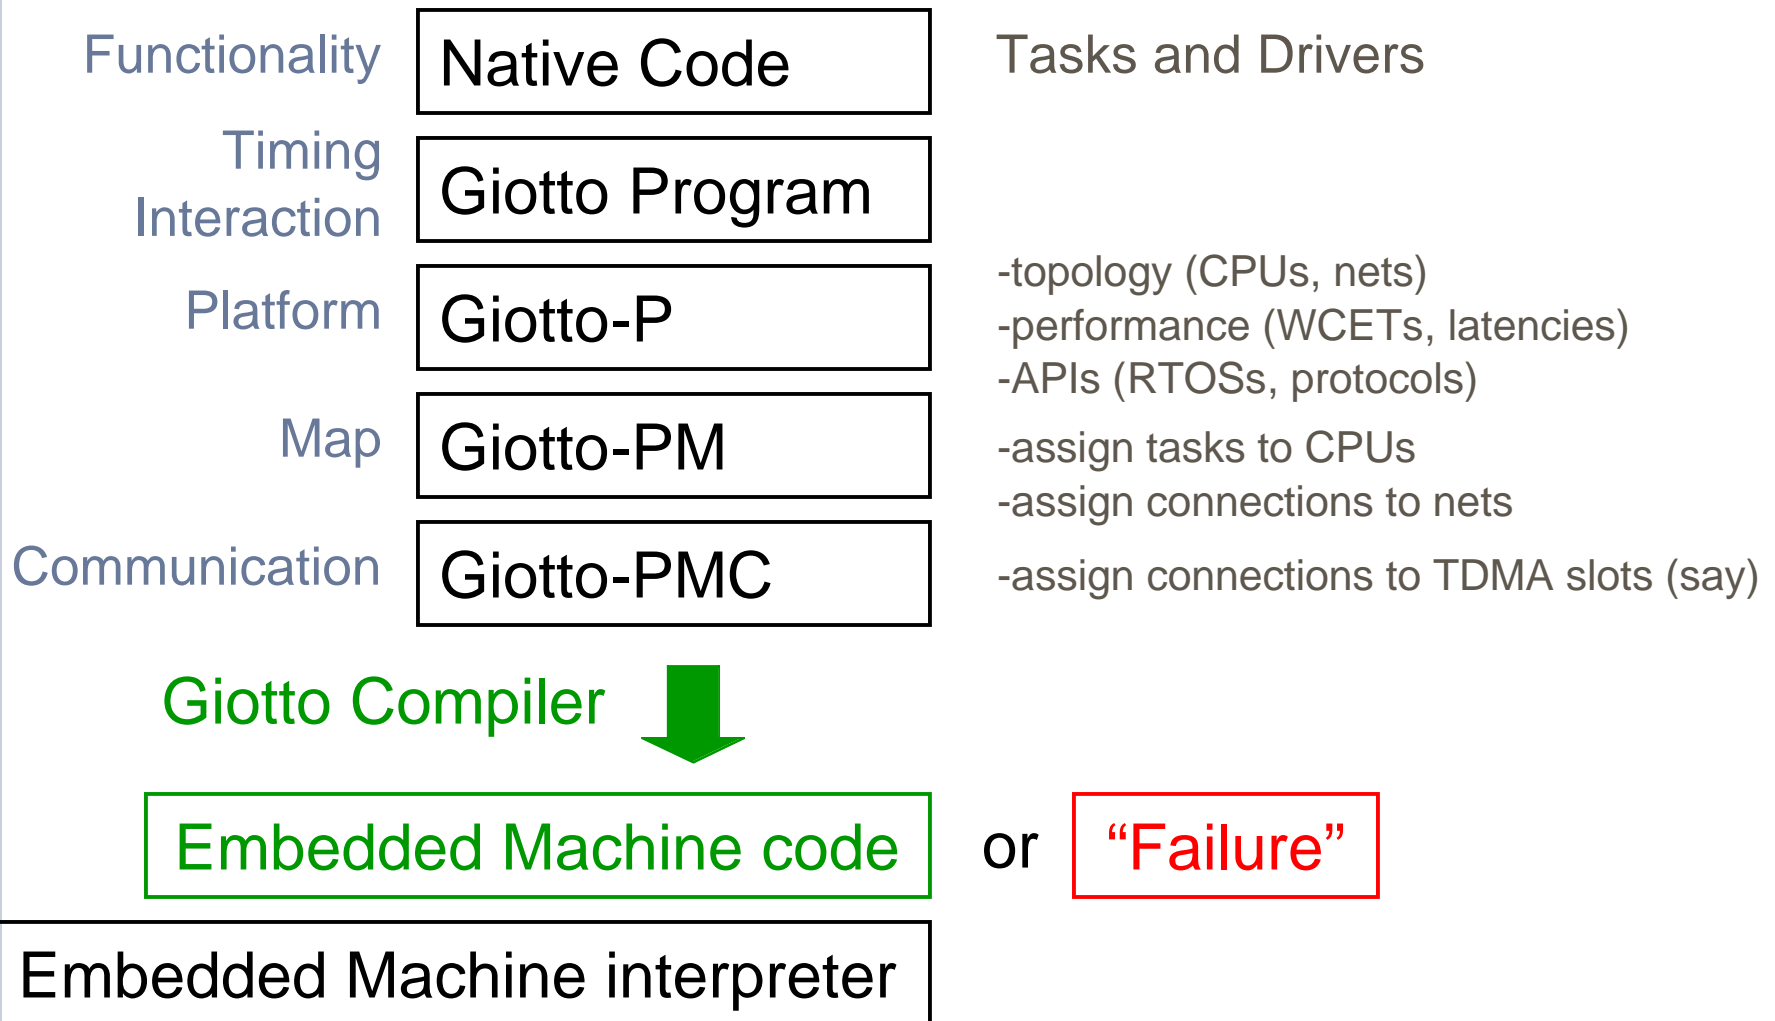 Functionality
Native Code
Tasks and Drivers
Timing
Interaction
Giotto Program
Platform
Giotto-P
-topology (CPUs, nets)
-performance (WCETs, latencies)
-APIs (RTOSs, protocols)
Map
Giotto-PM
-assign tasks to CPUs
-assign connections to nets
Communication
Giotto-PMC
-assign connections to TDMA slots (say)
Giotto Compiler
Embedded Machine code
or
“Failure”
Embedded Machine interpreter